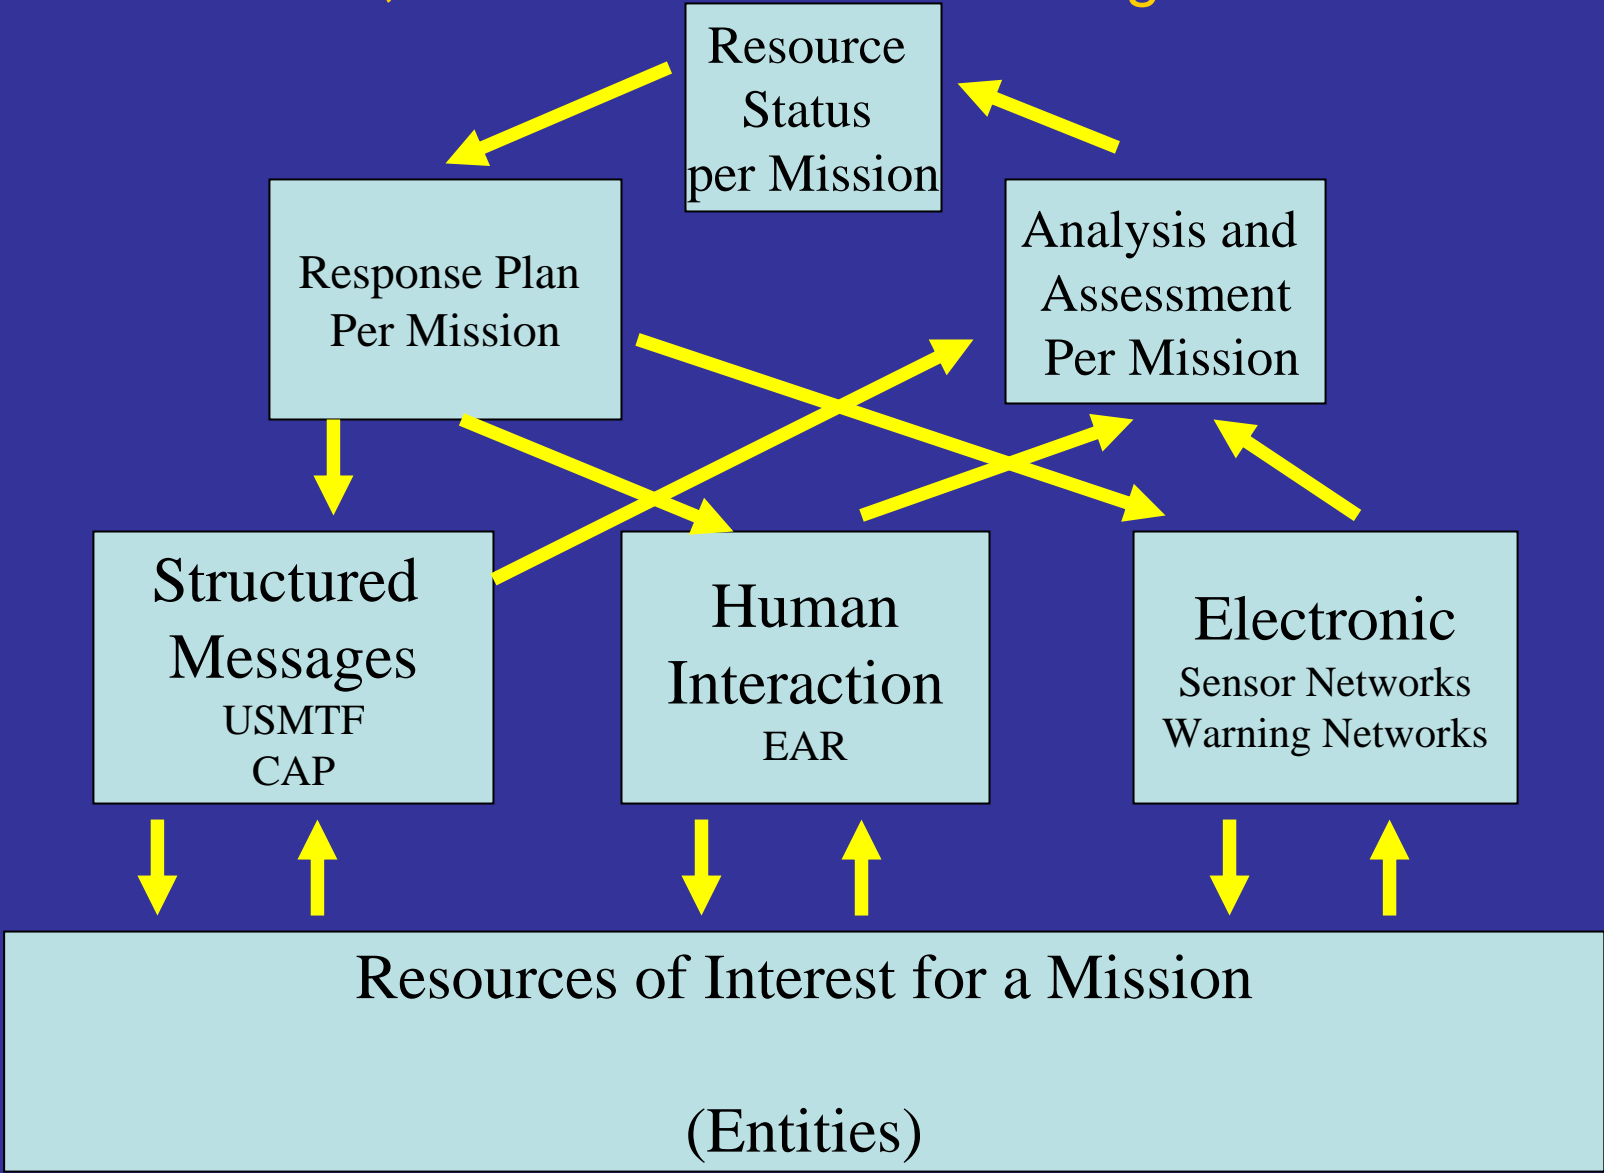 Resource
Status
per Mission
Response Plan
Per Mission
Analysis and
Assessment
Per Mission
Structured
Messages
USMTF
CAP
Human
Interaction
EAR
Electronic
Sensor Networks
Warning Networks
Resources of Interest for a Mission
(Entities)